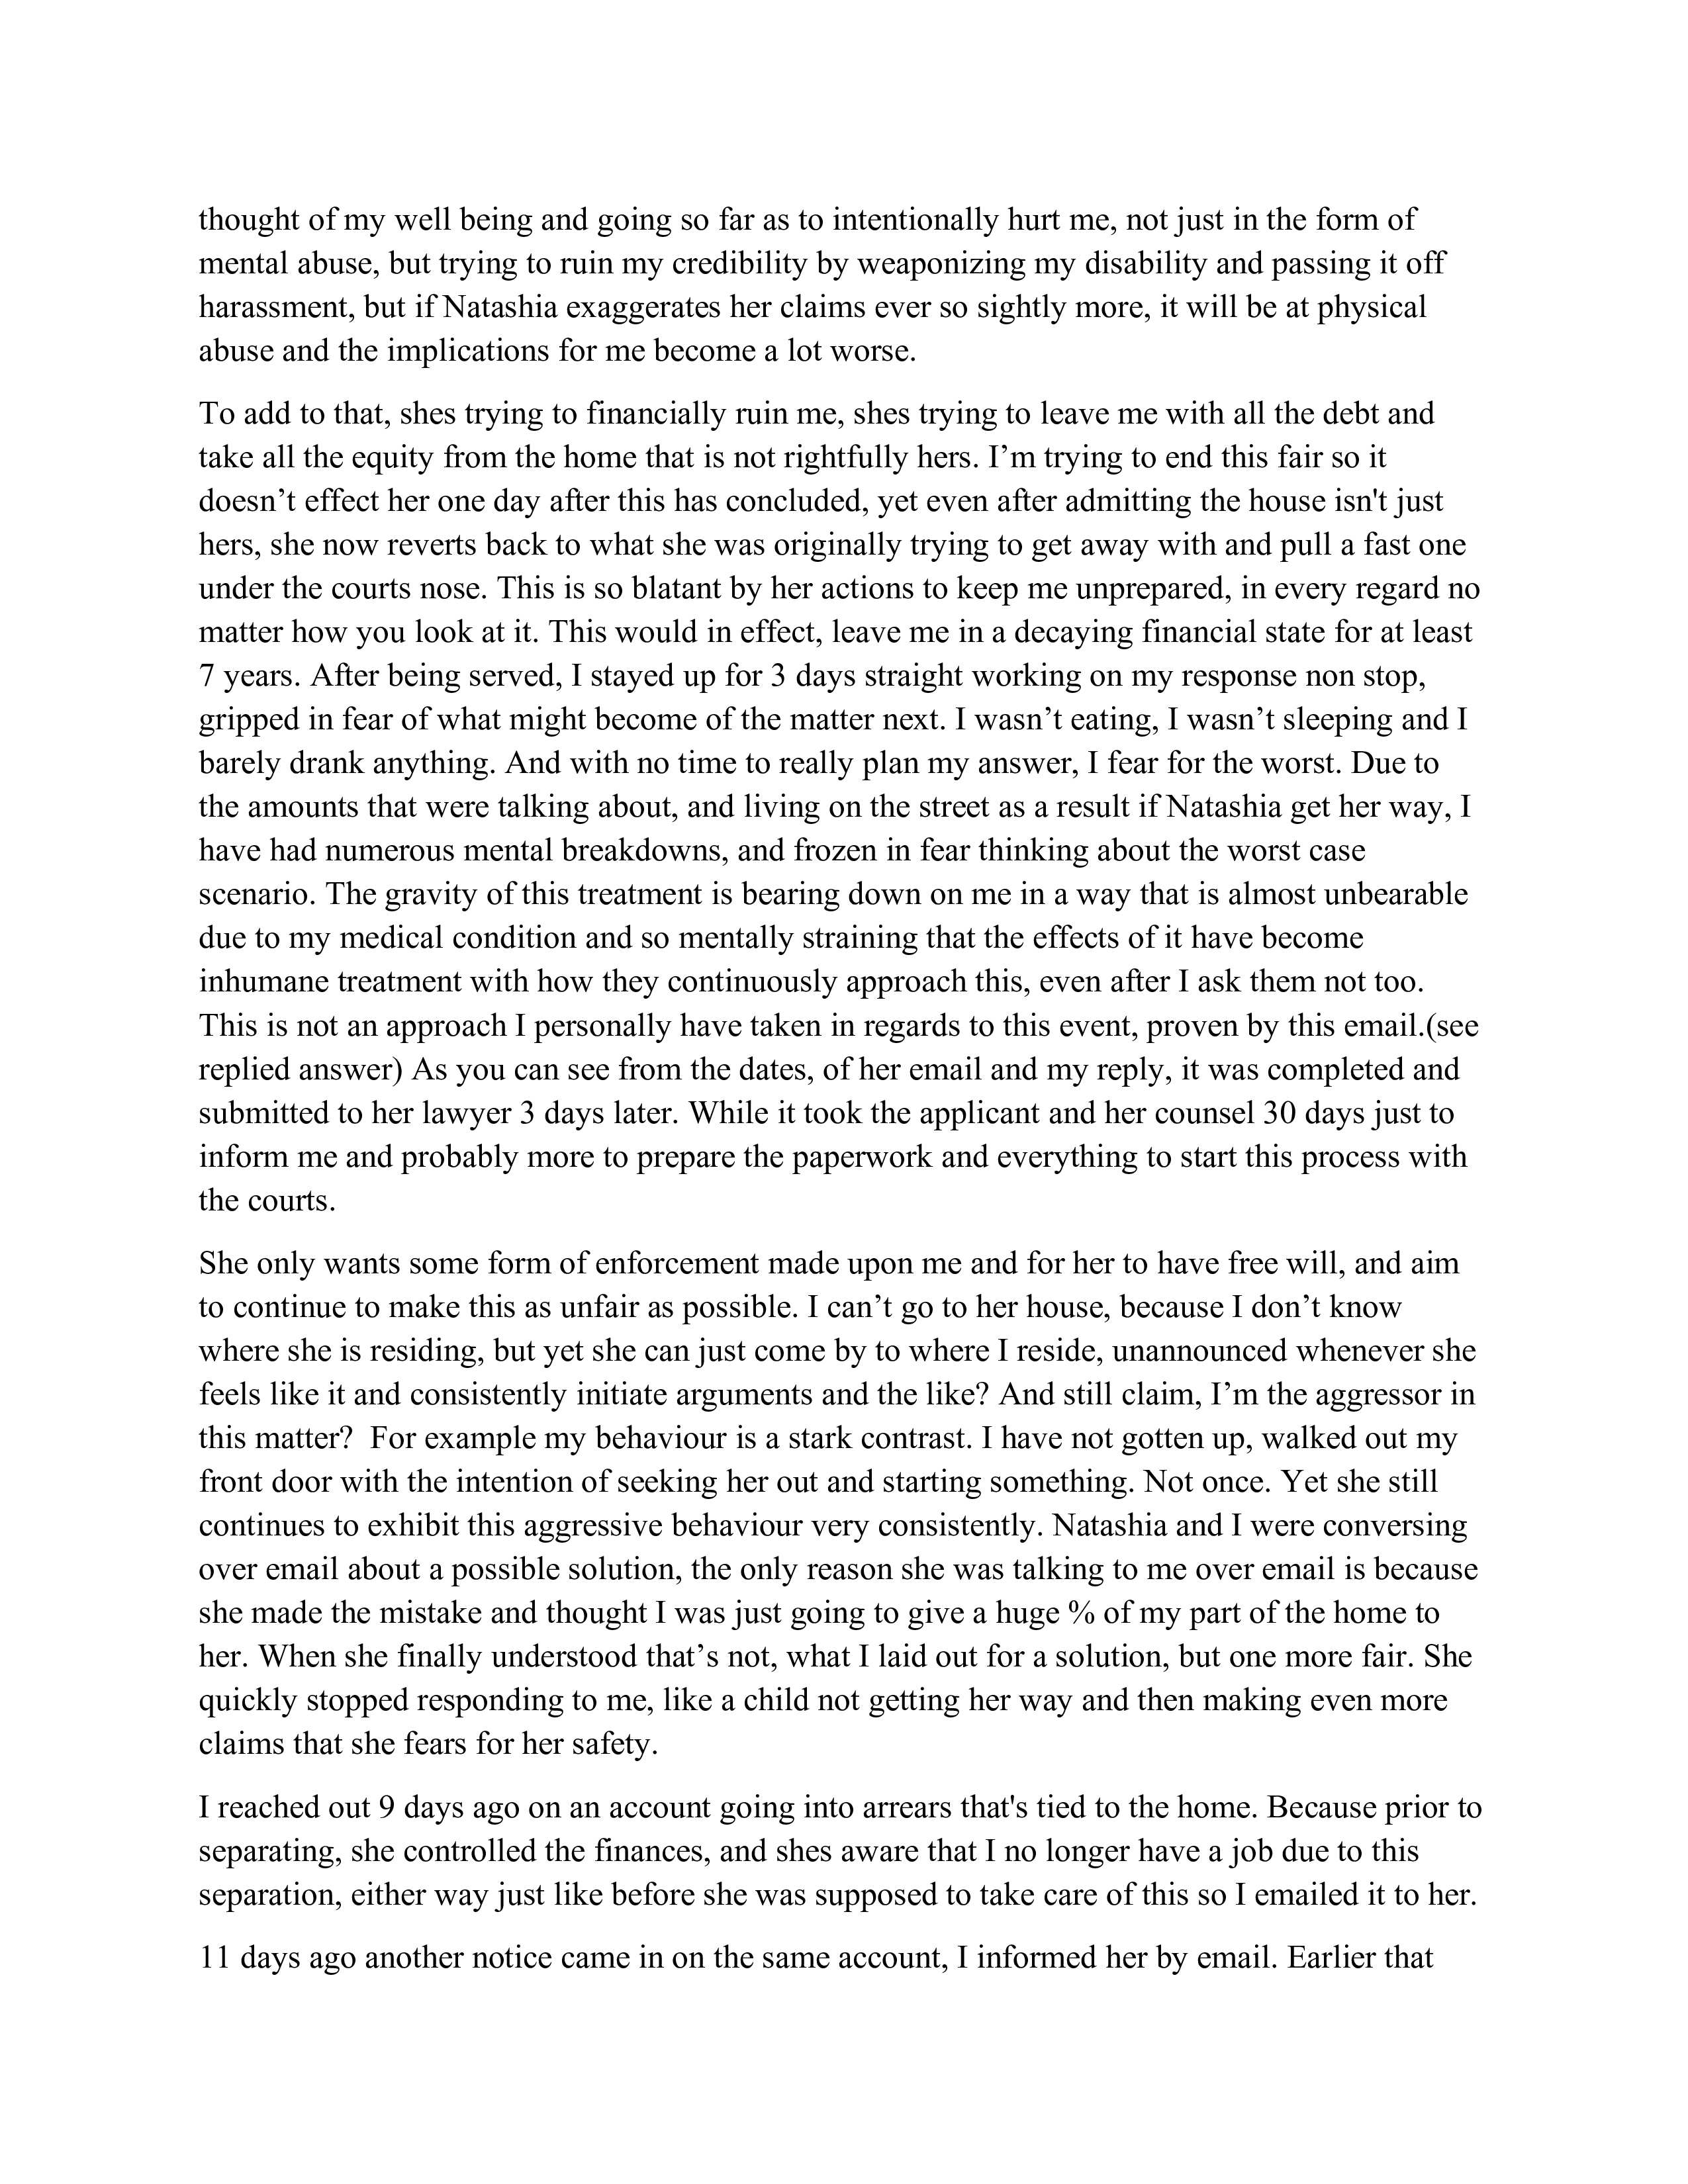 thought of my well being and going so far as to intentionally hurt me, not just in the form of
mental abuse, but trying to ruin my credibility by weaponizing my disability and passing it off
harassment, but if Natashia exaggerates her claims ever so sightly more, it will be at physical
abuse and the implications for me become a lot worse.
To add to that, shes trying to financially ruin me, shes trying to leave me with all the debt and
take all the equity from the home that is not rightfully hers. I’m trying to end this fair so it
doesn’t effect her one day after this has concluded, yet even after admitting the house isn't just
hers, she now reverts back to what she was originally trying to get away with and pull a fast one
under the courts nose. This is so blatant by her actions to keep me unprepared, in every regard no
matter how you look at it. This would in effect, leave me in a decaying financial state for at least
7 years. After being served, I stayed up for 3 days straight working on my response non stop,
gripped in fear of what might become of the matter next. I wasn’t eating, I wasn’t sleeping and I
barely drank anything. And with no time to really plan my answer, I fear for the worst. Due to
the amounts that were talking about, and living on the street as a result if Natashia get her way, I
have had numerous mental breakdowns, and frozen in fear thinking about the worst case
scenario. The gravity of this treatment is bearing down on me in a way that is almost unbearable
due to my medical condition and so mentally straining that the effects of it have become
inhumane treatment with how they continuously approach this, even after I ask them not too.
This is not an approach I personally have taken in regards to this event, proven by this email.(see
replied answer) As you can see from the dates, of her email and my reply, it was completed and
submitted to her lawyer 3 days later. While it took the applicant and her counsel 30 days just to
inform me and probably more to prepare the paperwork and everything to start this process with
the courts.
She only wants some form of enforcement made upon me and for her to have free will, and aim
to continue to make this as unfair as possible. I can’t go to her house, because I don’t know
where she is residing, but yet she can just come by to where I reside, unannounced whenever she
feels like it and consistently initiate arguments and the like? And still claim, I’m the aggressor in
this matter?  For example my behaviour is a stark contrast. I have not gotten up, walked out my
front door with the intention of seeking her out and starting something. Not once. Yet she still
continues to exhibit this aggressive behaviour very consistently. Natashia and I were conversing
over email about a possible solution, the only reason she was talking to me over email is because
she made the mistake and thought I was just going to give a huge % of my part of the home to
her. When she finally understood that’s not, what I laid out for a solution, but one more fair. She
quickly stopped responding to me, like a child not getting her way and then making even more
claims that she fears for her safety.
I reached out 9 days ago on an account going into arrears that's tied to the home. Because prior to
separating, she controlled the finances, and shes aware that I no longer have a job due to this
separation, either way just like before she was supposed to take care of this so I emailed it to her.
11 days ago another notice came in on the same account, I informed her by email. Earlier that